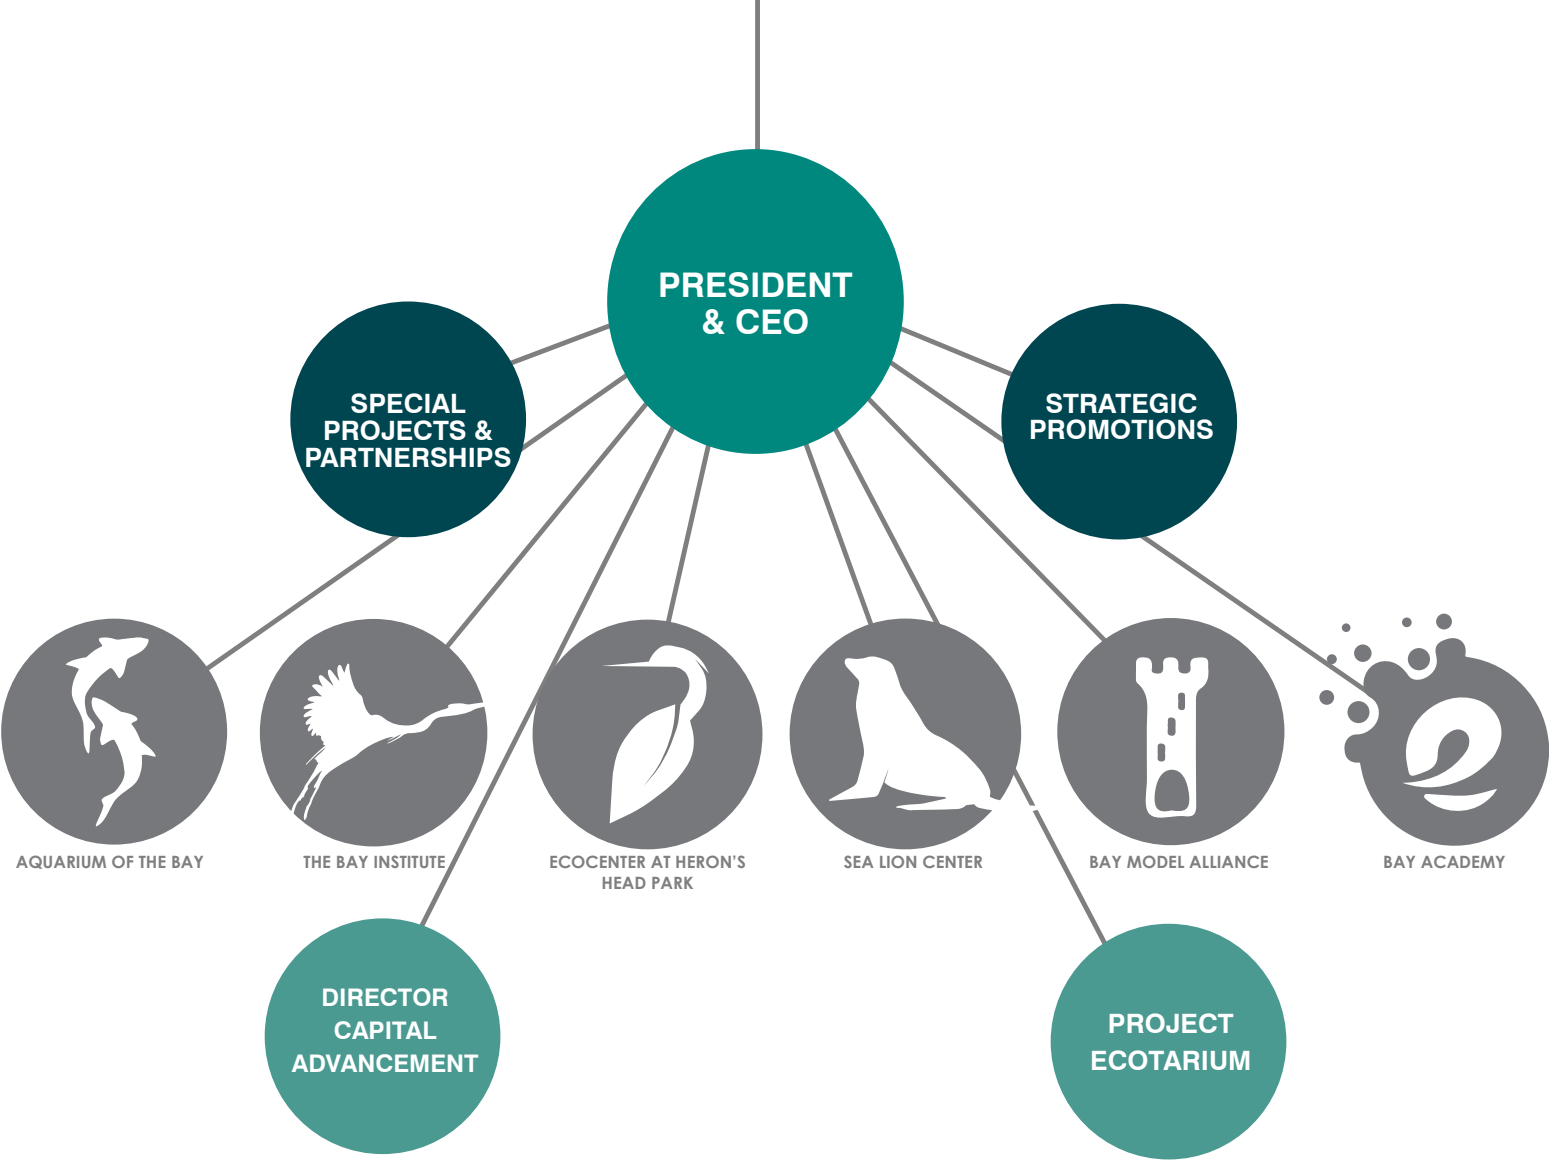 PRESIDENT
& CEO
SPECIAL
PROJECTS &
PARTNERSHIPS
STRATEGIC
PROMOTIONS
AQUARIUM OF THE BAY
THE BAY INSTITUTE
ECOCENTER AT HERON'S
HEAD PARK
SEA LION CENTER
BAY MODEL ALLIANCE
BAY ACADEMY
DIRECTOR
CAPITAL
ADVANCEMENT
PROJECT
ECOTARIUM